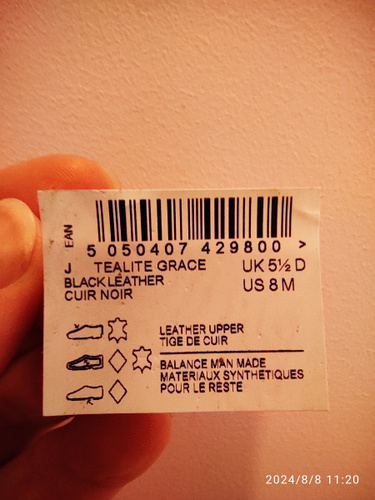 EAN
5 050407 429800 >
J TEALITE GRACE UK 5½ D
BLACK LEATHER US 8 M
CUIR NOIR
LEATHER UPPER
TIGE DE CUIR
BALANCE MAN MADE
MATERIAUX SYNTHETIQUES
POUR LE RESTE
2024/8/8 11:20